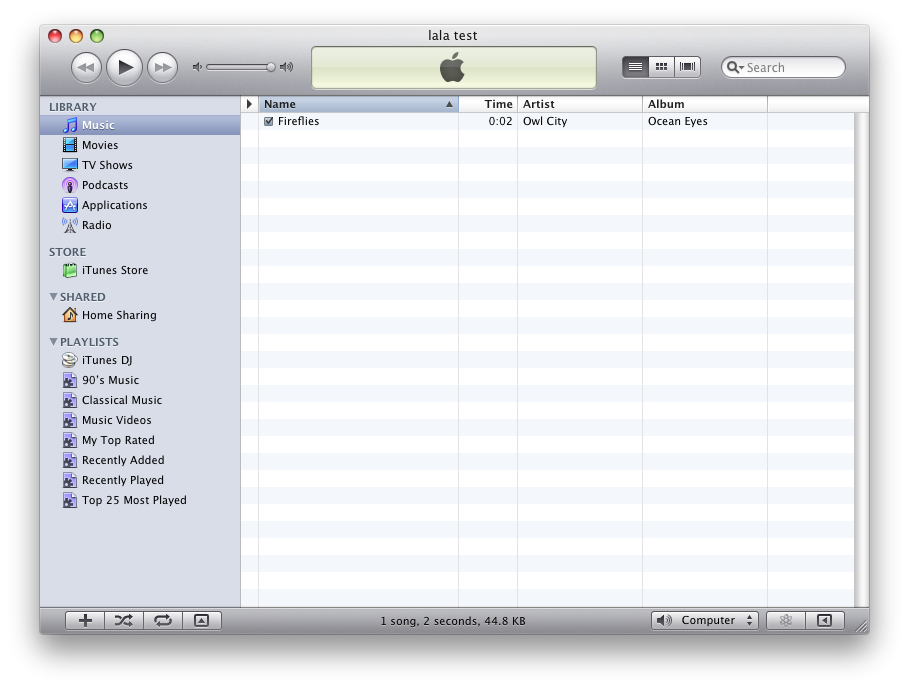 lala test
Search
LIBRARY
Music
Movies
TV Shows
Podcasts
Applications
Radio
STORE
iTunes Store
SHARED
Home Sharing
PLAYLISTS
iTunes DJ
90's Music
Classical Music
Music Videos
My Top Rated
Recently Added
Recently Played
Top 25 Most Played
Name Time Artist Album
Fireflies 0:02 Owl City Ocean Eyes
1 song, 2 seconds, 44.8 KB
Computer